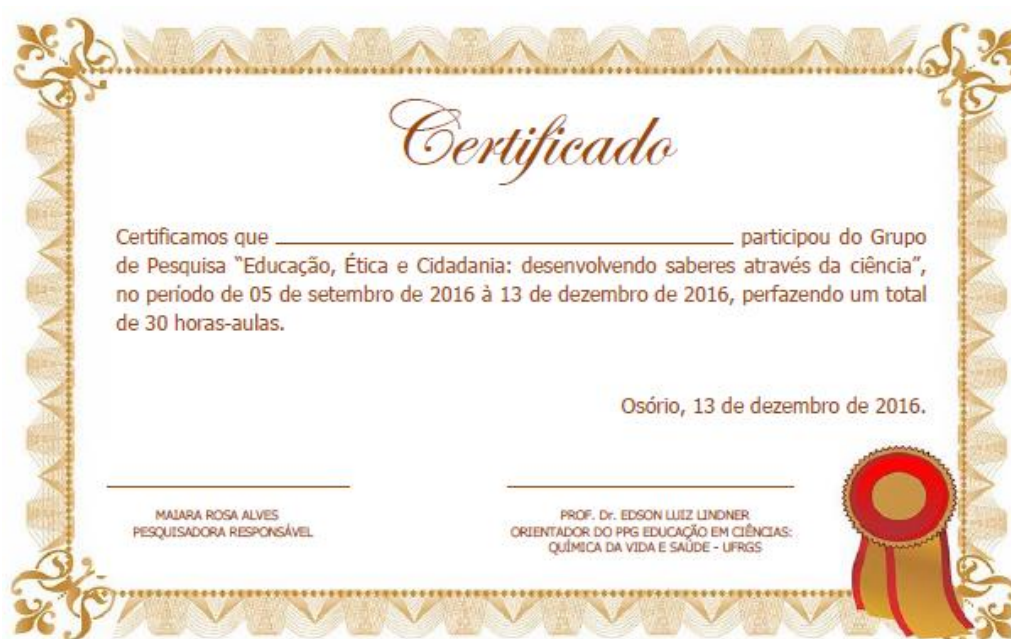 Certificado
Certificamos que ______________________ participou do Grupo
de Pesquisa "Educação, Ética e Cidadania: desenvolvendo saberes através da ciência",
no período de 05 de setembro de 2016 à 13 de dezembro de 2016, perfazendo um total
de 30 horas-aulas.
Osório, 13 de dezembro de 2016.
MAIARA ROSA ALVES
PESQUISADORA RESPONSÁVEL
PROF. Dr. EDSON LUIZ LINDNER
ORIENTADOR DO PPG EDUCAÇÃO EM CIÊNCIAS:
QUÍMICA DA VIDA E SAÚDE - UFRGS